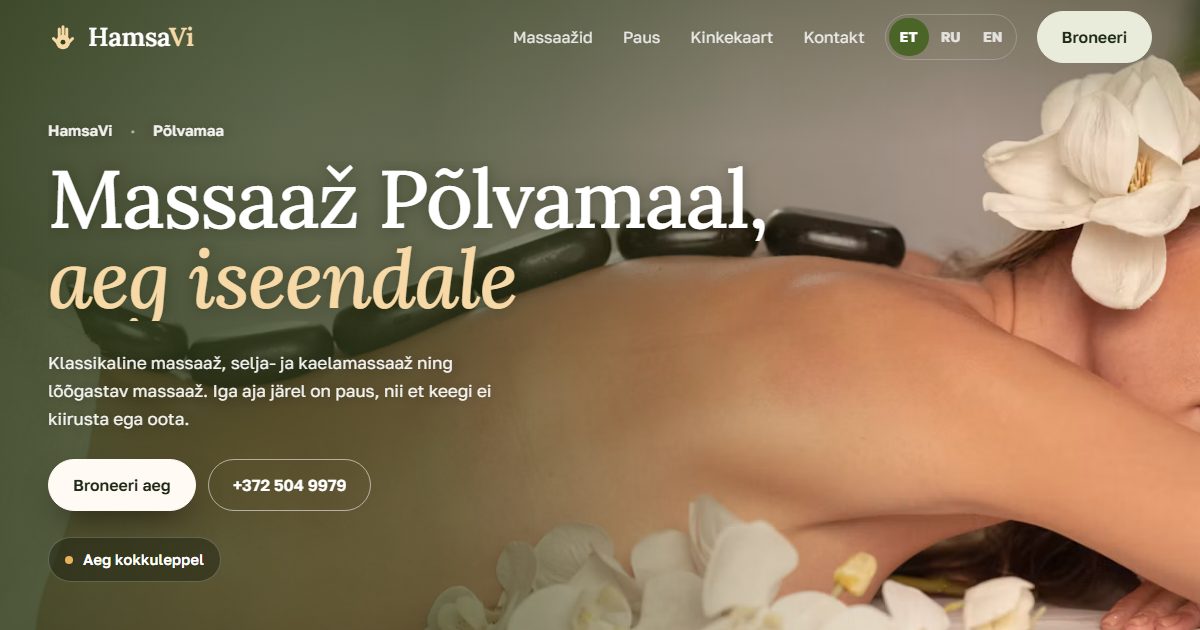 HamsaVi
Massaažid
Paus
Kinkekaart
Kontakt
ET
RU
EN
Broneeri
HamsaVi · Põlvamaa
Massaaž Põlvamaal,
aeg iseendale
Klassikaline massaaž, selja- ja kaelamassaaž ning
lõõgastav massaaž. Iga aja järel on paus, nii et keegi ei
kiirusta ega oota.
Broneeri aeg
+372 504 9979
Aeg kokkuleppel